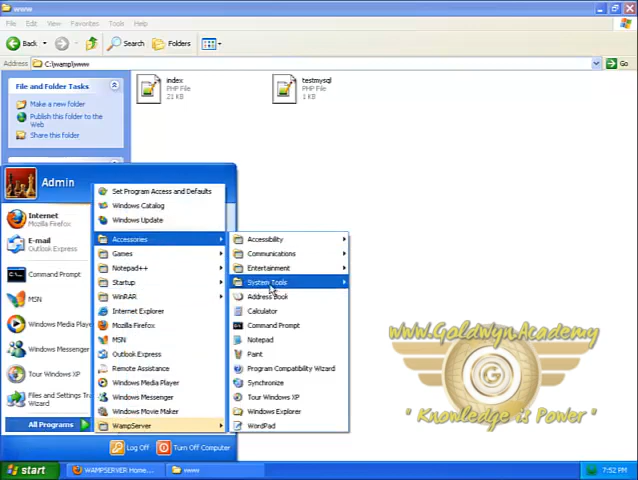 www
File Edit View Favorites Tools Help
Back Search Folders
Address C:\wamp\www Go
File and Folder Tasks
Make a new folder
Publish this folder to the
Web
Share this folder
index
PHP File
21 KB
testmysql
PHP File
1 KB
Admin
Internet
Mozilla Firefox
E-mail
Outlook Express
Command Prompt
MSN
Windows Media Play
Windows Messenger
Tour Windows XP
Files and Settings Tra
Wizard
All Programs
Set Program Access and Defaults
Windows Catalog
Windows Update
Accessories
Games
Notepad++
Startup
WinRAR
Internet Explorer
Mozilla Firefox
MSN
Outlook Express
Remote Assistance
Windows Media Player
Windows Messenger
Windows Movie Maker
WampServer
Accessibility
Communications
Entertainment
System Tools
Address Book
Calculator
Command Prompt
Notepad
Paint
Program Compatibility Wizard
Synchronize
Tour Windows XP
Windows Explorer
WordPad
www.GoldwynAcademy
G
" Knowledge is Power "
Log Off Turn Off Computer
start WAMPSERVER Home... www 7:52 PM